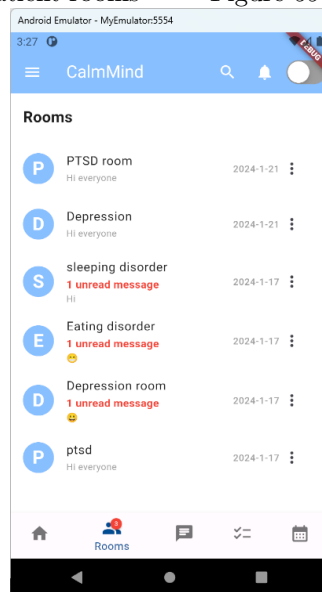 Android Emulator - MyEmulator:5554
3:27
DEBUG
CalmMind
Rooms
P
PTSD room
Hi everyone
2024-1-21
D
Depression
Hi everyone
2024-1-21
S
sleeping disorder
1 unread message
Hi
2024-1-17
E
Eating disorder
1 unread message
😁
2024-1-17
D
Depression room
1 unread message
😀
2024-1-17
P
ptsd
Hi everyone
2024-1-17
3
Rooms